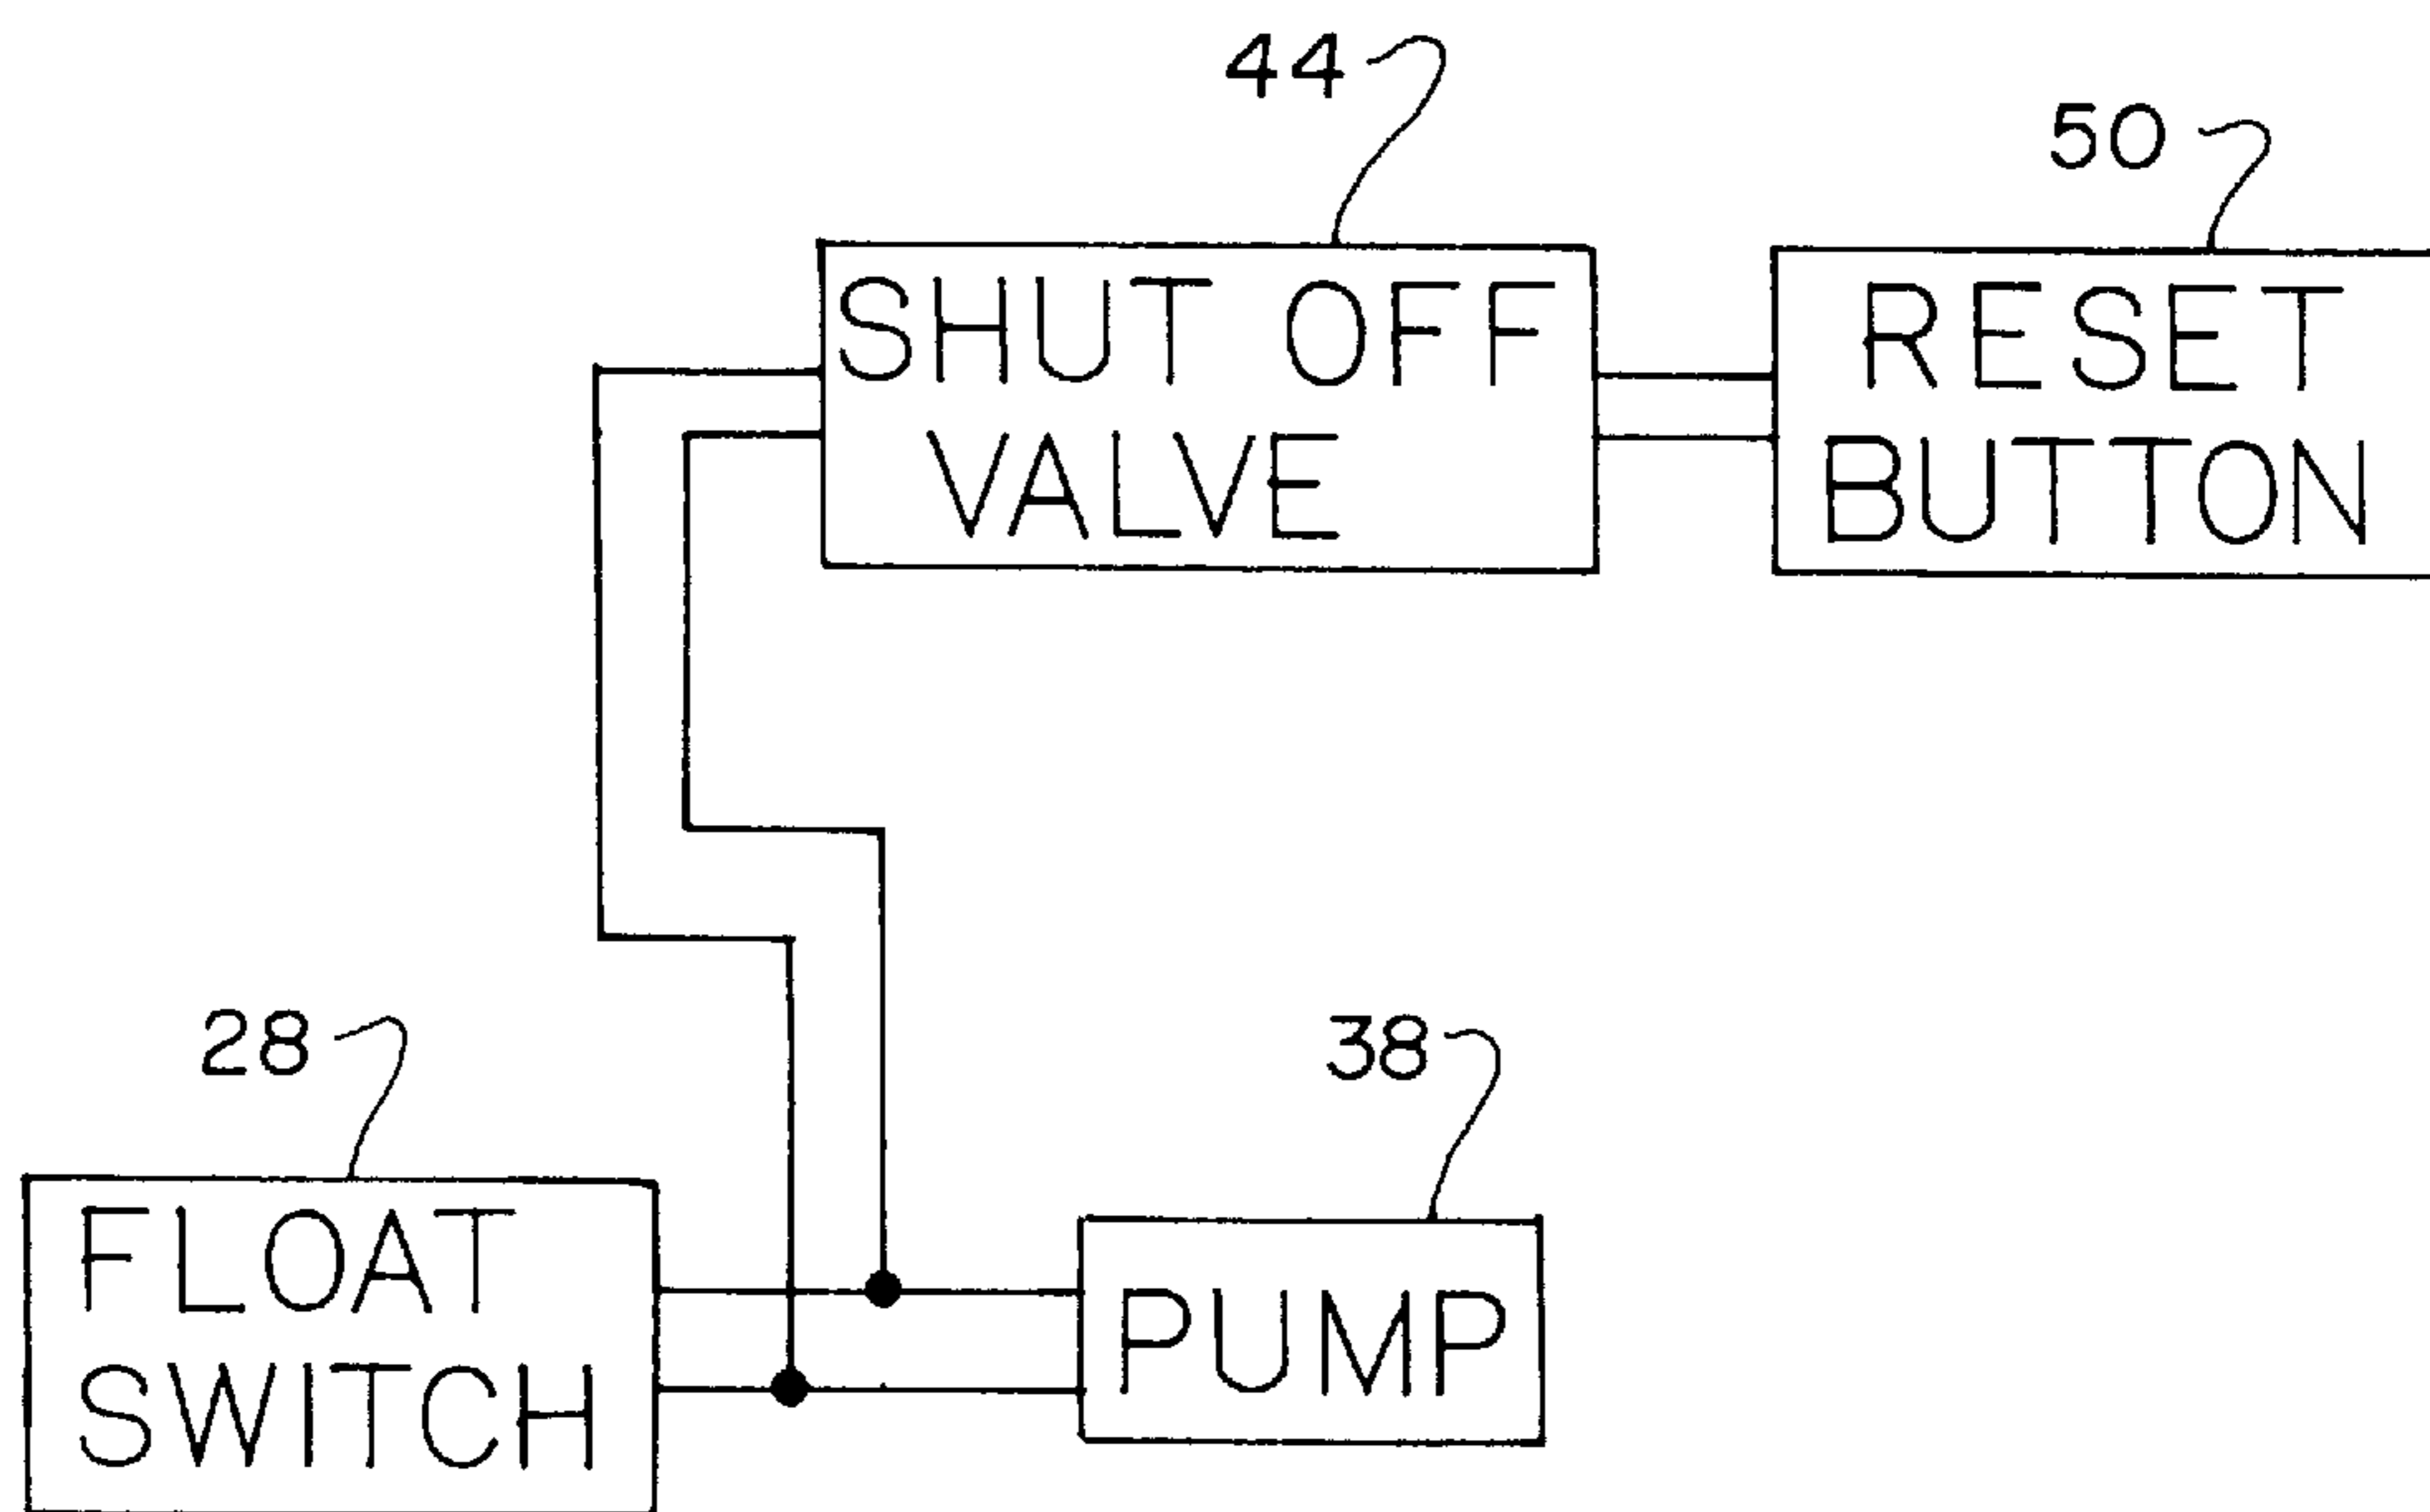 44
50
SHUT OFF
VALVE
RESET
BUTTON
28
38
FLOAT
SWITCH
PUMP